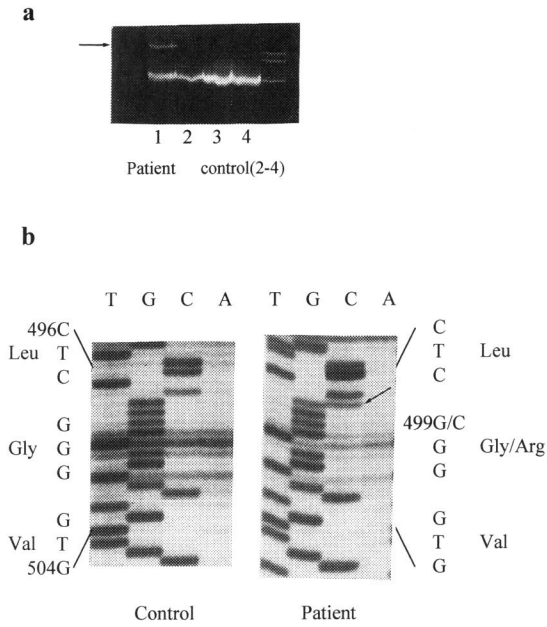 a
1 2 3 4
Patient control(2-4)
b
T G C A T G C A
496C
Leu T
C
G
Gly G
G
G
Val T
504G
C
T Leu
C
499G/C
G Gly/Arg
G
G
T Val
G
Control Patient